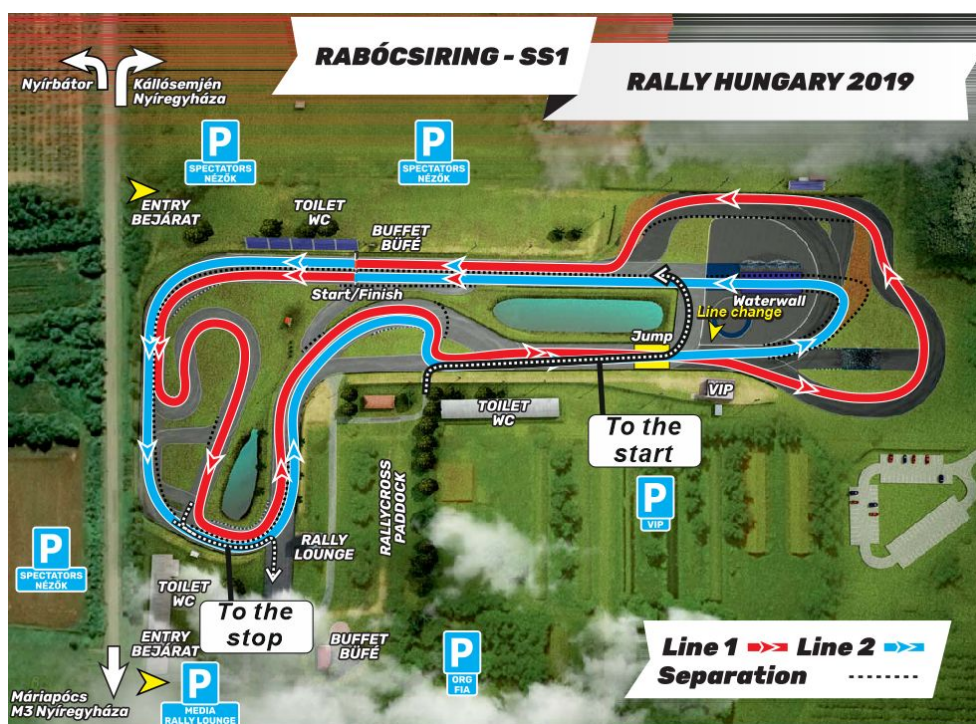 RABÓCSIRING - SS1
RALLY HUNGARY 2019
Nyírbátor
Kállósemjén
Nyíregyháza
P
SPECTATORS
NÉZŐK
P
SPECTATORS
NÉZŐK
ENTRY
BEJÁRAT
TOILET
WC
BUFFET
BÜFÉ
Start/Finish
Waterwall
Line change
Jump
VIP
TOILET
WC
To the
start
RALLYCROSS
PADDOCK
P
VIP
RALLY
LOUNGE
P
SPECTATORS
NÉZŐK
TOILET
WC
To the
stop
ENTRY
BEJÁRAT
BUFFET
BÜFÉ
P
ORG
FIA
Line 1 Line 2
Separation
Máriapócs
M3 Nyíregyháza
P
MEDIA
RALLY LOUNGE